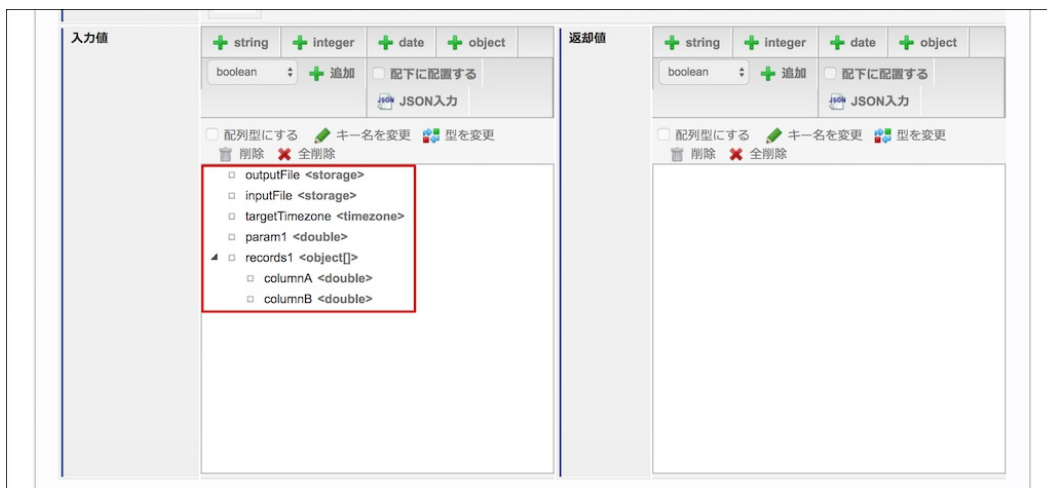 入力値
string integer date object
boolean 追加 配下に配置する
JSON入力
配列型にする キー名を変更 型を変更
削除 全削除
outputFile <storage>
inputFile <storage>
targetTimezone <timezone>
param1 <double>
records1 <object[]>
columnA <double>
columnB <double>
返却値
string integer date object
boolean 追加 配下に配置する
JSON入力
配列型にする キー名を変更 型を変更
削除 全削除